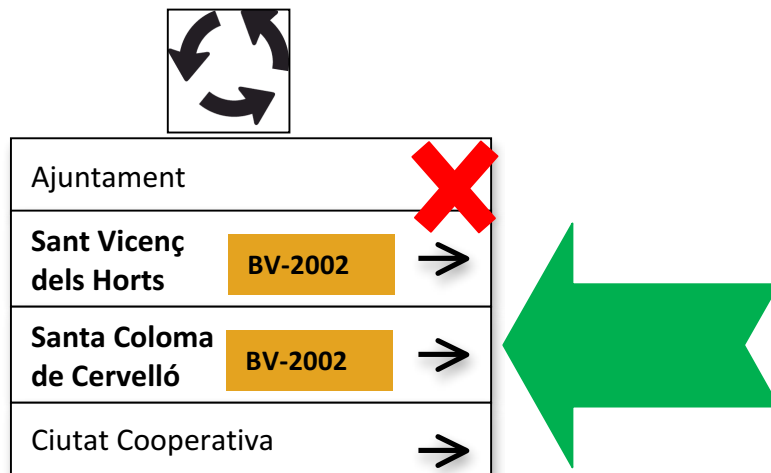 Ajuntament
Sant Vicenç
dels Horts
BV-2002
Santa Coloma
de Cervelló
BV-2002
Ciutat Cooperativa